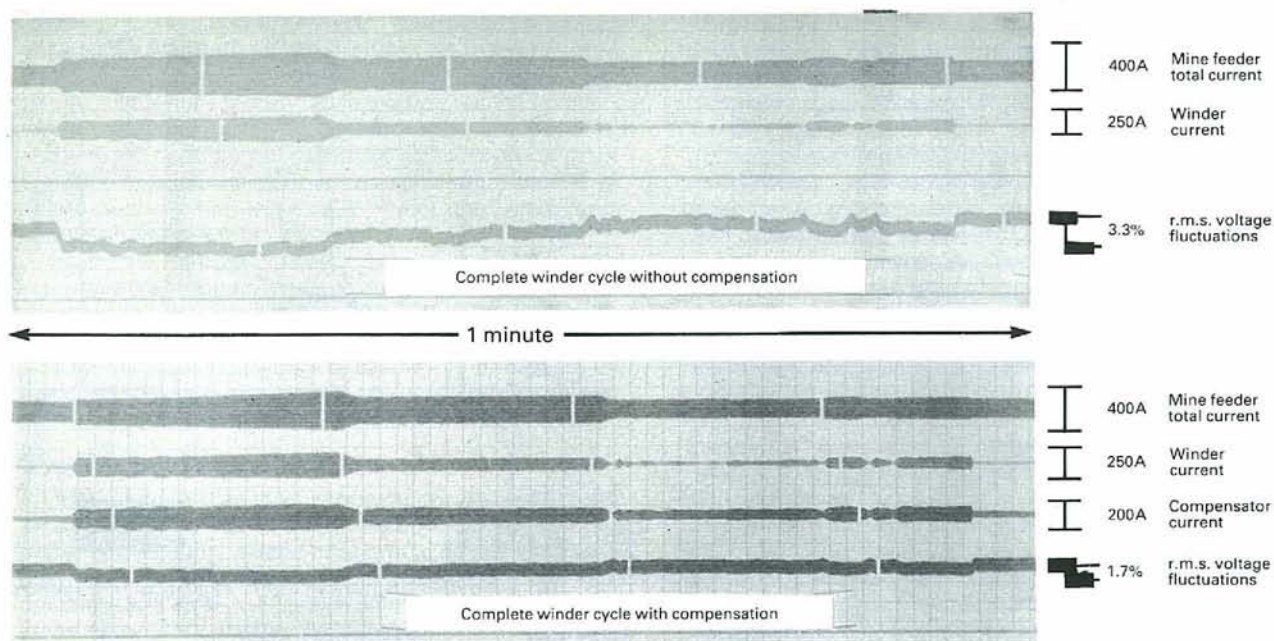 400A Mine feeder
total current
250A Winder
current
3.3% r.m.s. voltage
fluctuations
Complete winder cycle without compensation
1 minute
400A Mine feeder
total current
250A Winder
current
200A Compensator
current
1.7% r.m.s. voltage
fluctuations
Complete winder cycle with compensation